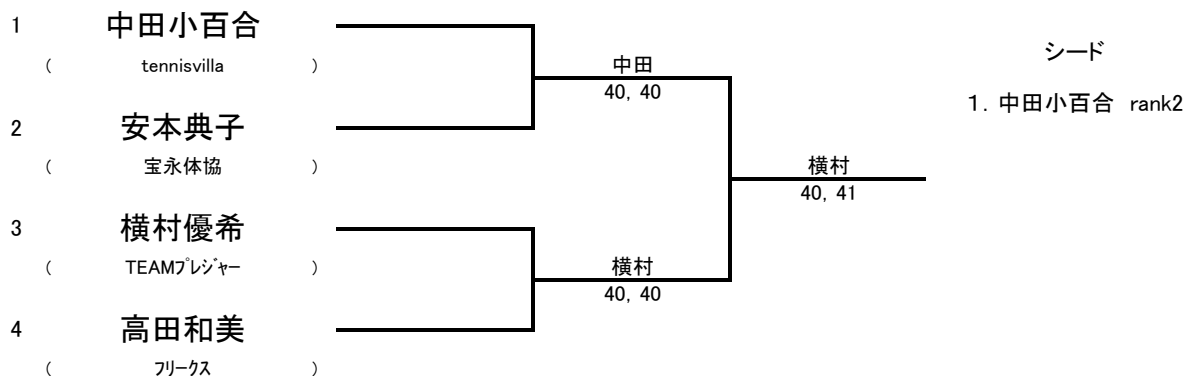 1 中田小百合
( tennisvilla )
中田
40, 40
2 安本典子
( 宝永体協 )
横村
40, 41
3 横村優希
( TEAMプレジャー )
横村
40, 40
4 高田和美
( フリークス )
シード
1. 中田小百合 rank2